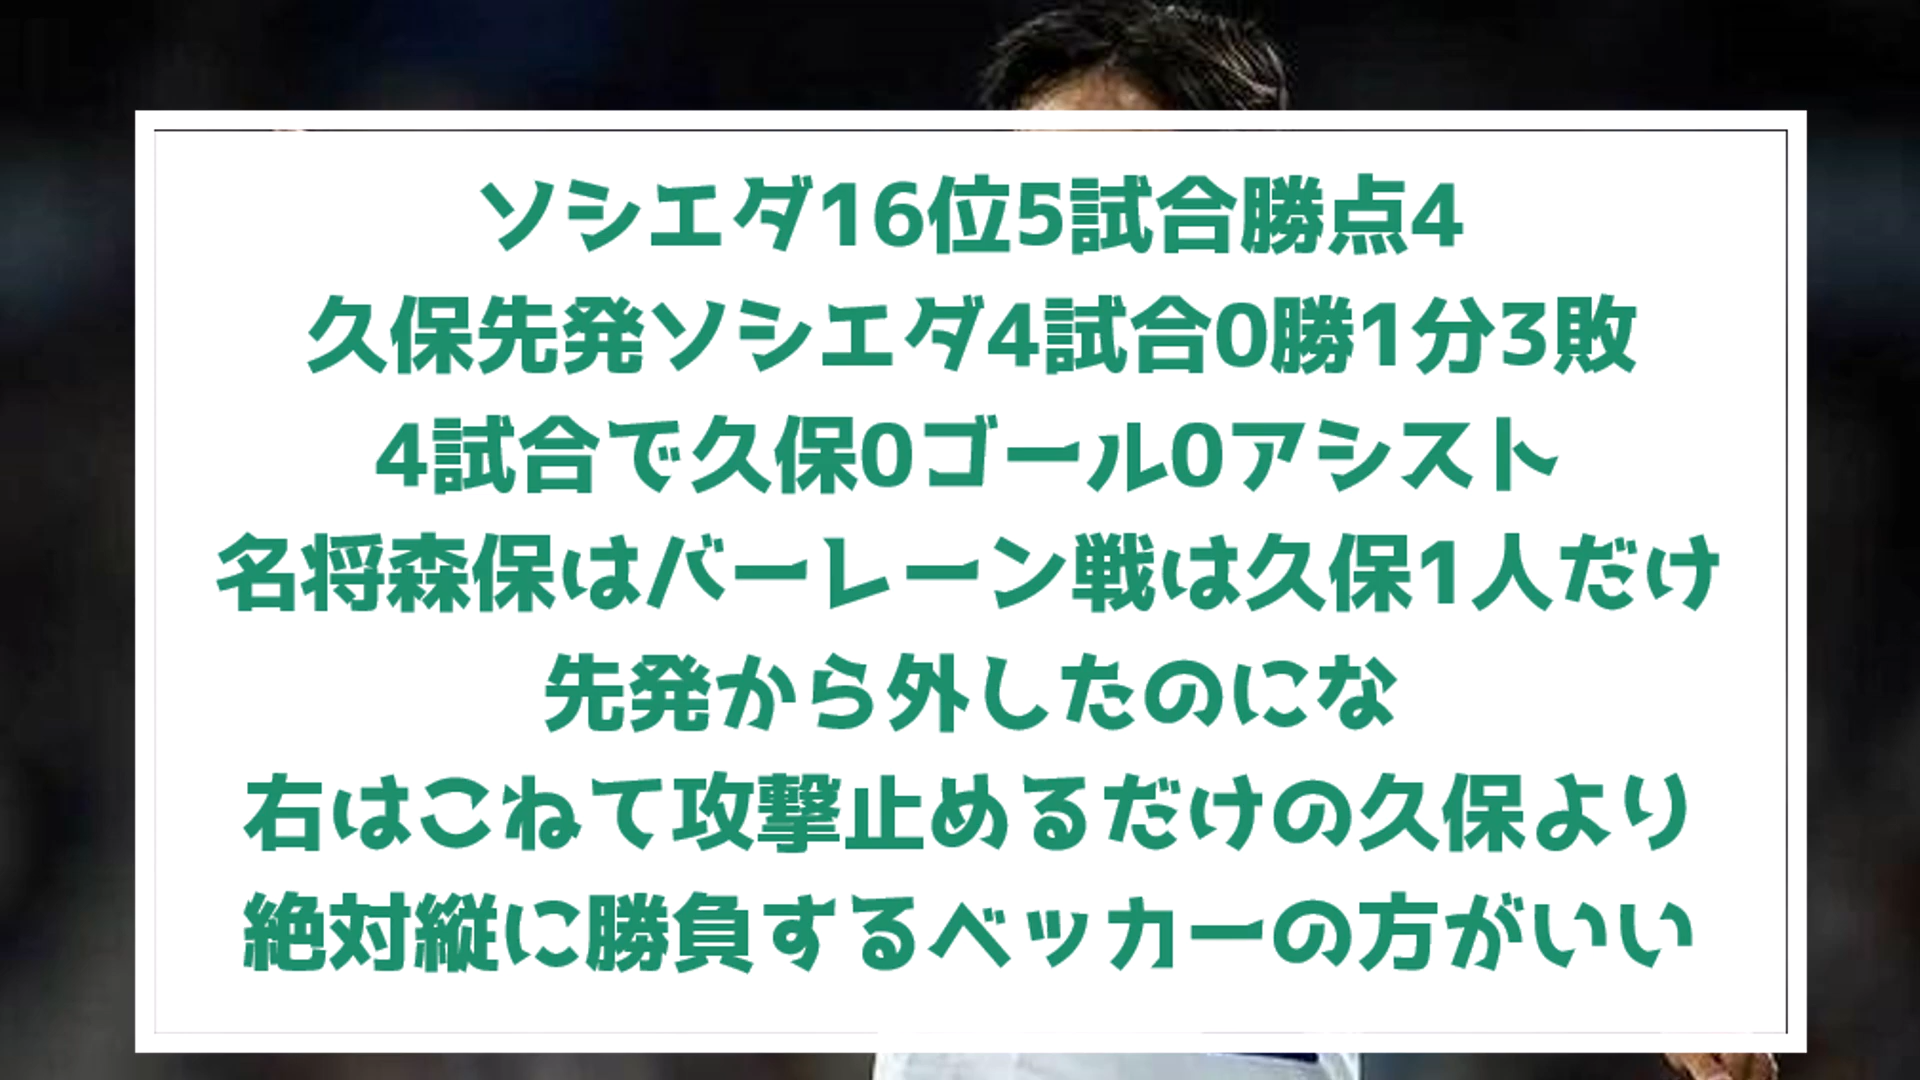 ソシエダ16位5試合勝点4
久保先発ソシエダ4試合0勝1分3敗
4試合で久保0ゴール0アシスト
名将森保はバーレーン戦は久保1人だけ
先発から外したのにな
右はこねて攻撃止めるだけの久保より
絶対縦に勝負するベッカーの方がいい